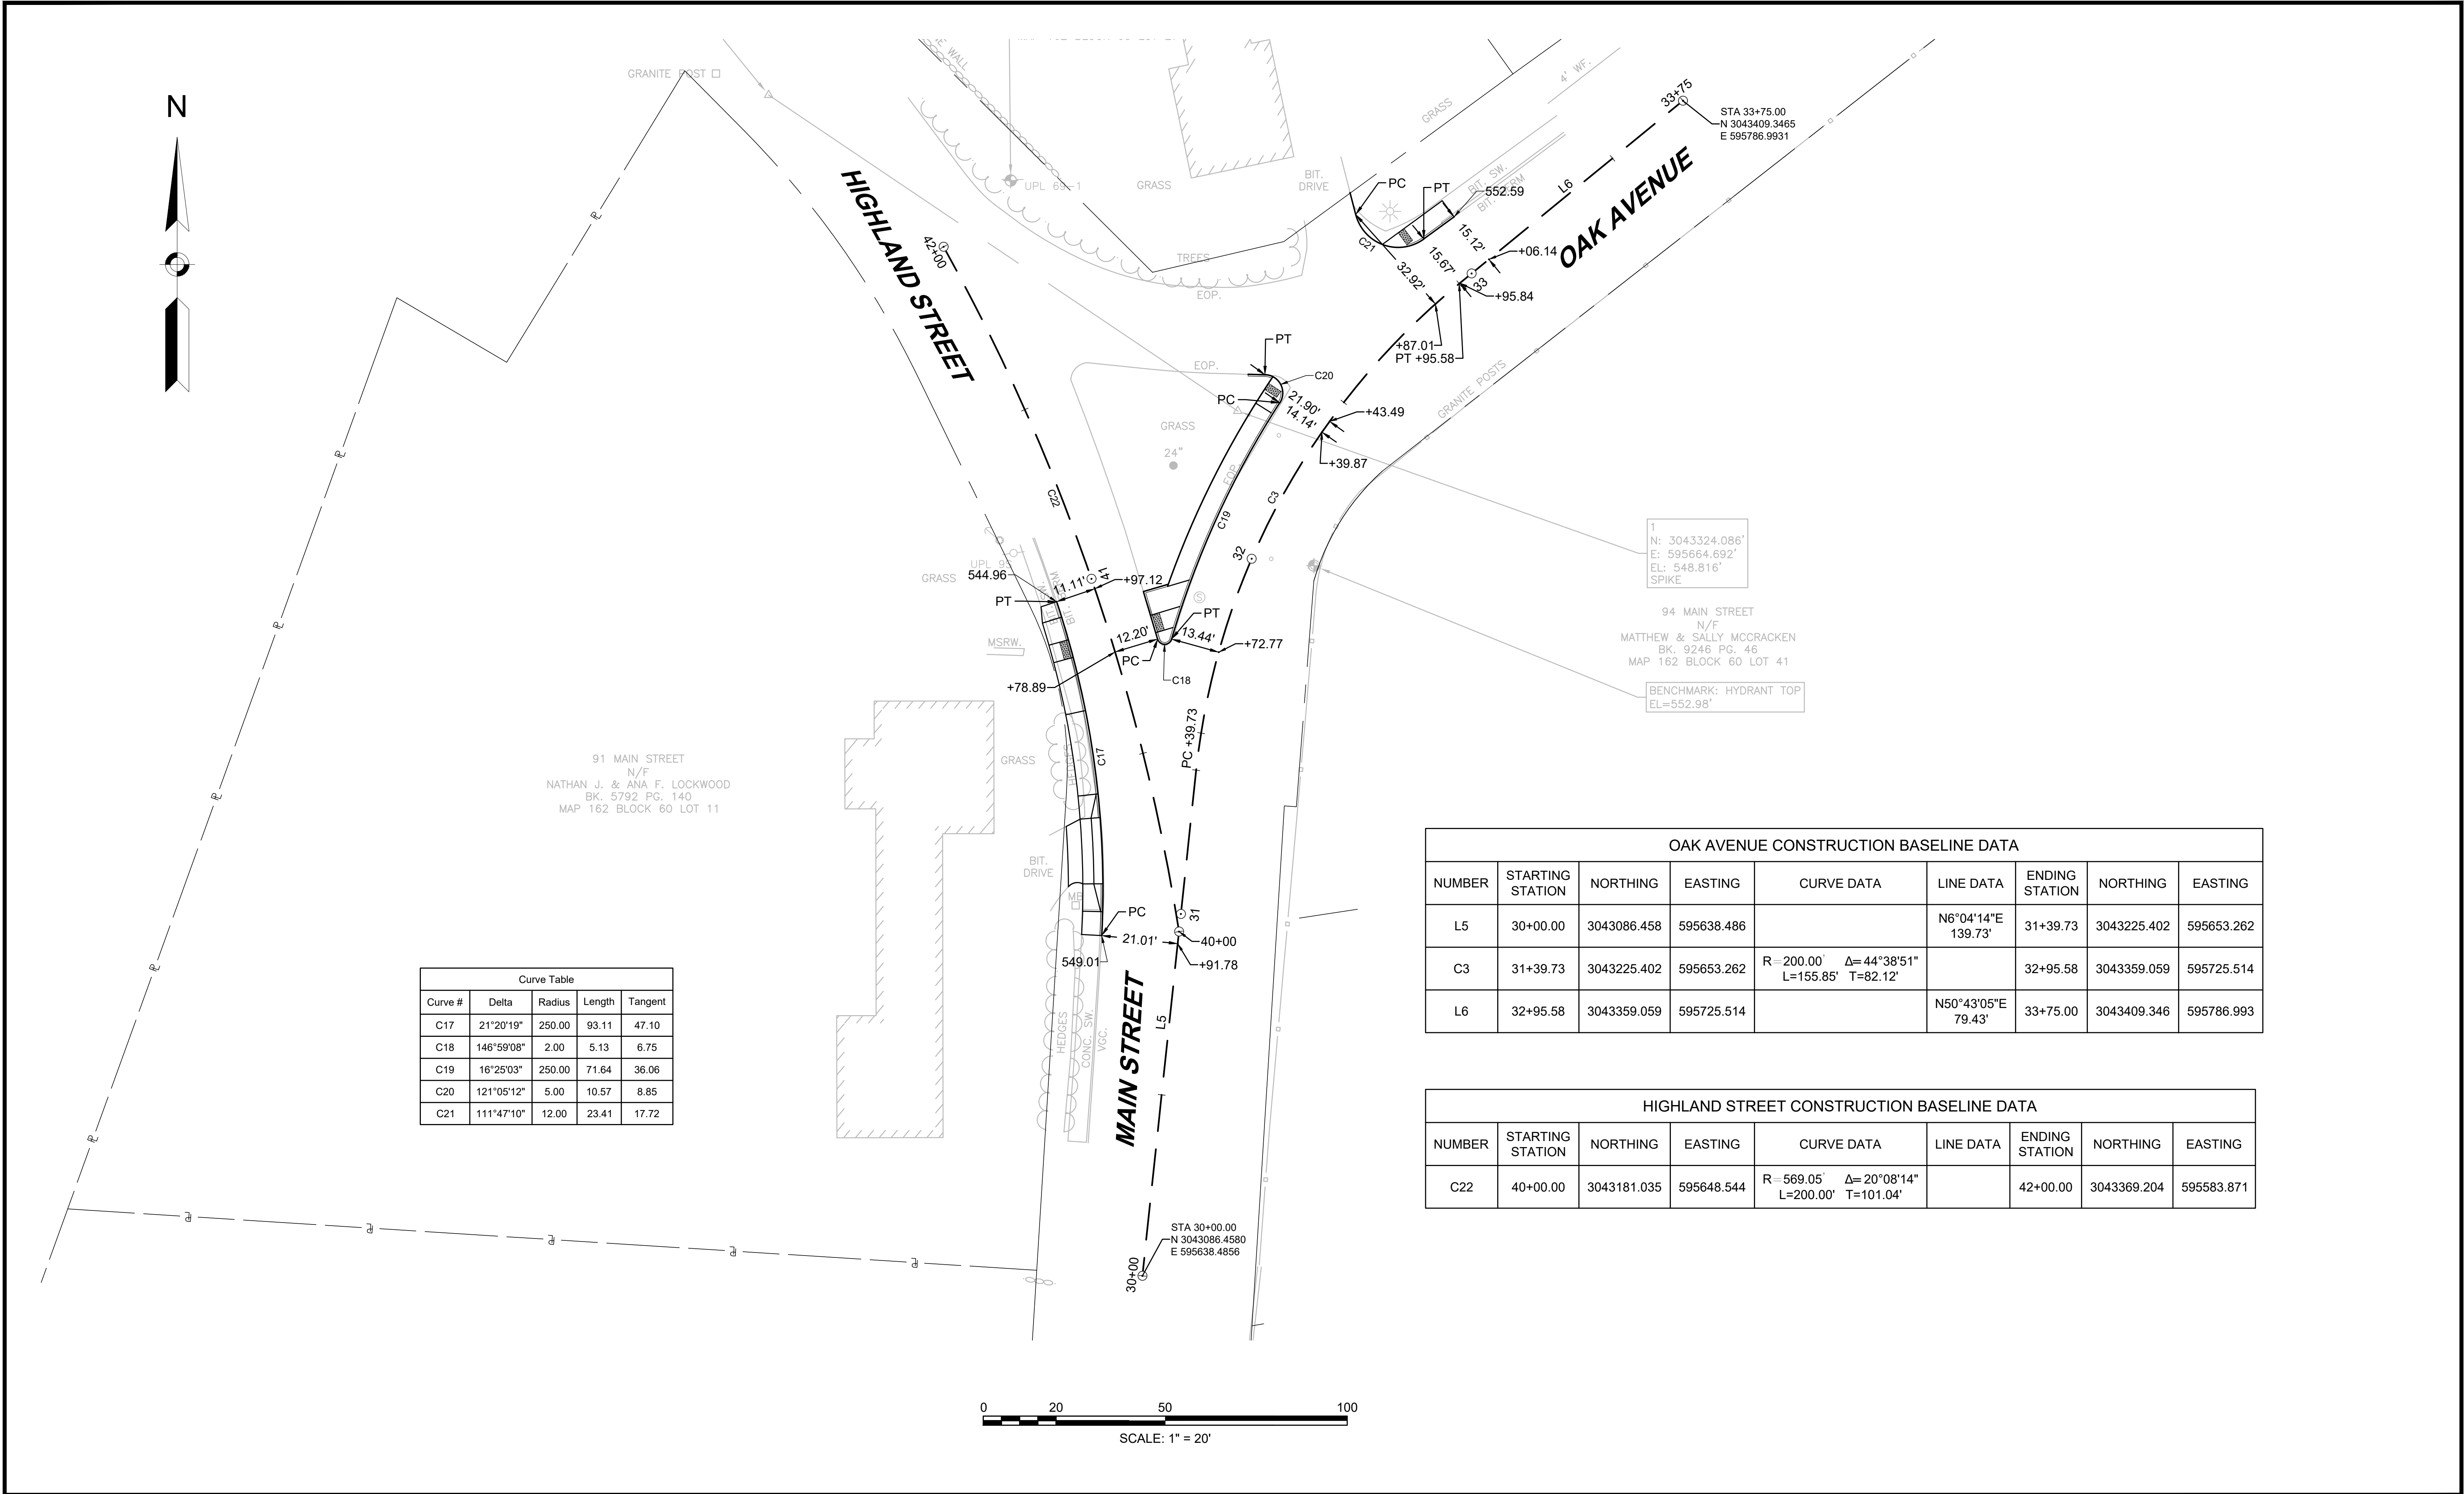 N
GRANITE POST
STONE WALL
UPL 69-1
GRASS
BIT.
DRIVE
TREES
EOP.
GRASS
4' WF.
BIT. SW.
BIT. BERM
HIGHLAND STREET
42+00
C22
OAK AVENUE
33+75
STA 33+75.00
N 3043409.3465
E 595786.9931
L6
PC
PT
552.59
C21
15.12'
15.67'
32.92'
+06.14
33
+95.84
+87.01
PT +95.58
GRANITE POSTS
PT
EOP.
C20
PC
21.90'
14.14'
+43.49
+39.87
GRASS
24"
EOP.
C3
C19
32
1
N: 3043324.086'
E: 595664.692'
EL: 548.816'
SPIKE
94 MAIN STREET
N/F
MATTHEW & SALLY MCCRACKEN
BK. 9246 PG. 46
MAP 162 BLOCK 60 LOT 41
BENCHMARK: HYDRANT TOP
EL=552.98'
UPL 95
GRASS
544.96
PT
BIT. SW.
BIT. BERM
11.11'
41
+97.12
S
PT
12.20'
13.44'
+72.77
PC
C18
+78.89
MSRW.
PC +39.73
C17
HEDGES
GRASS
91 MAIN STREET
N/F
NATHAN J. & ANA F. LOCKWOOD
BK. 5792 PG. 140
MAP 162 BLOCK 60 LOT 11
BIT.
DRIVE
MB
PC
31
21.01'
40+00
549.01
+91.78
MAIN STREET
L5
HEDGES
CONC. SW.
VGC.
30+00
STA 30+00.00
N 3043086.4580
E 595638.4856
Curve Table
Curve # Delta Radius Length Tangent
C17 21°20'19" 250.00 93.11 47.10
C18 146°59'08" 2.00 5.13 6.75
C19 16°25'03" 250.00 71.64 36.06
C20 121°05'12" 5.00 10.57 8.85
C21 111°47'10" 12.00 23.41 17.72
OAK AVENUE CONSTRUCTION BASELINE DATA
NUMBER STARTING STATION NORTHING EASTING CURVE DATA LINE DATA ENDING STATION NORTHING EASTING
L5 30+00.00 3043086.458 595638.486 N6°04'14"E 139.73' 31+39.73 3043225.402 595653.262
C3 31+39.73 3043225.402 595653.262 R=200.00' Δ=44°38'51" L=155.85' T=82.12' 32+95.58 3043359.059 595725.514
L6 32+95.58 3043359.059 595725.514 N50°43'05"E 79.43' 33+75.00 3043409.346 595786.993
HIGHLAND STREET CONSTRUCTION BASELINE DATA
NUMBER STARTING STATION NORTHING EASTING CURVE DATA LINE DATA ENDING STATION NORTHING EASTING
C22 40+00.00 3043181.035 595648.544 R=569.05' Δ=20°08'14" L=200.00' T=101.04' 42+00.00 3043369.204 595583.871
0 20 50 100
SCALE: 1" = 20'